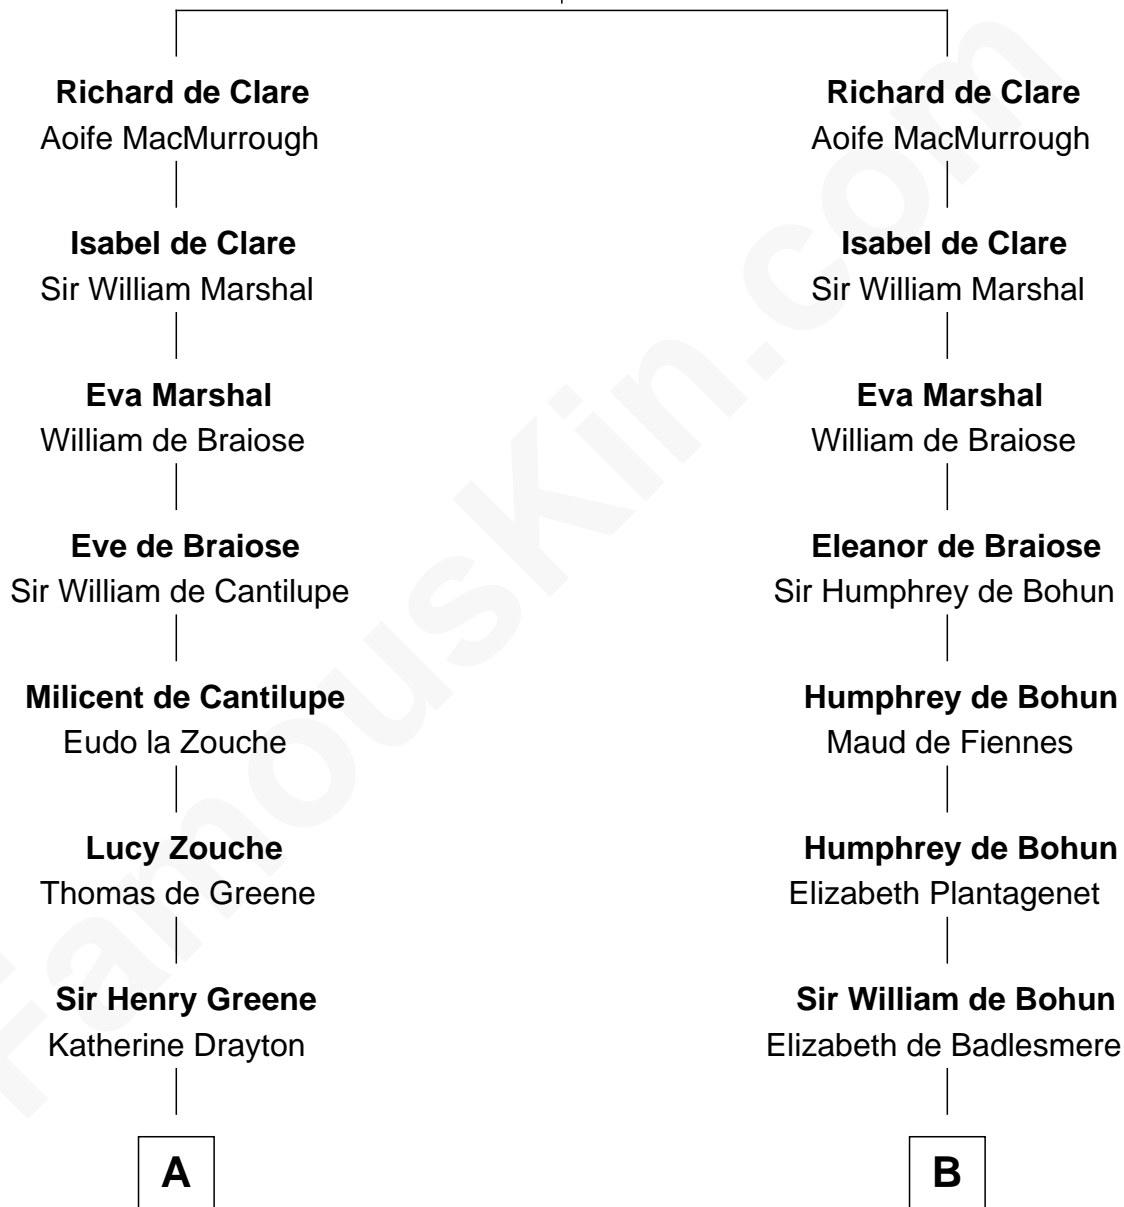 Richard de Clare
Aoife MacMurrough
Isabel de Clare
Sir William Marshal
Eva Marshal
William de Braiose
Eve de Braiose
Sir William de Cantilupe
Milicent de Cantilupe
Eudo la Zouche
Lucy Zouche
Thomas de Greene
Sir Henry Greene
Katherine Drayton
A
Richard de Clare
Aoife MacMurrough
Isabel de Clare
Sir William Marshal
Eva Marshal
William de Braiose
Eleanor de Braiose
Sir Humphrey de Bohun
Humphrey de Bohun
Maud de Fiennes
Humphrey de Bohun
Elizabeth Plantagenet
Sir William de Bohun
Elizabeth de Badlesmere
B
FamousKin.com